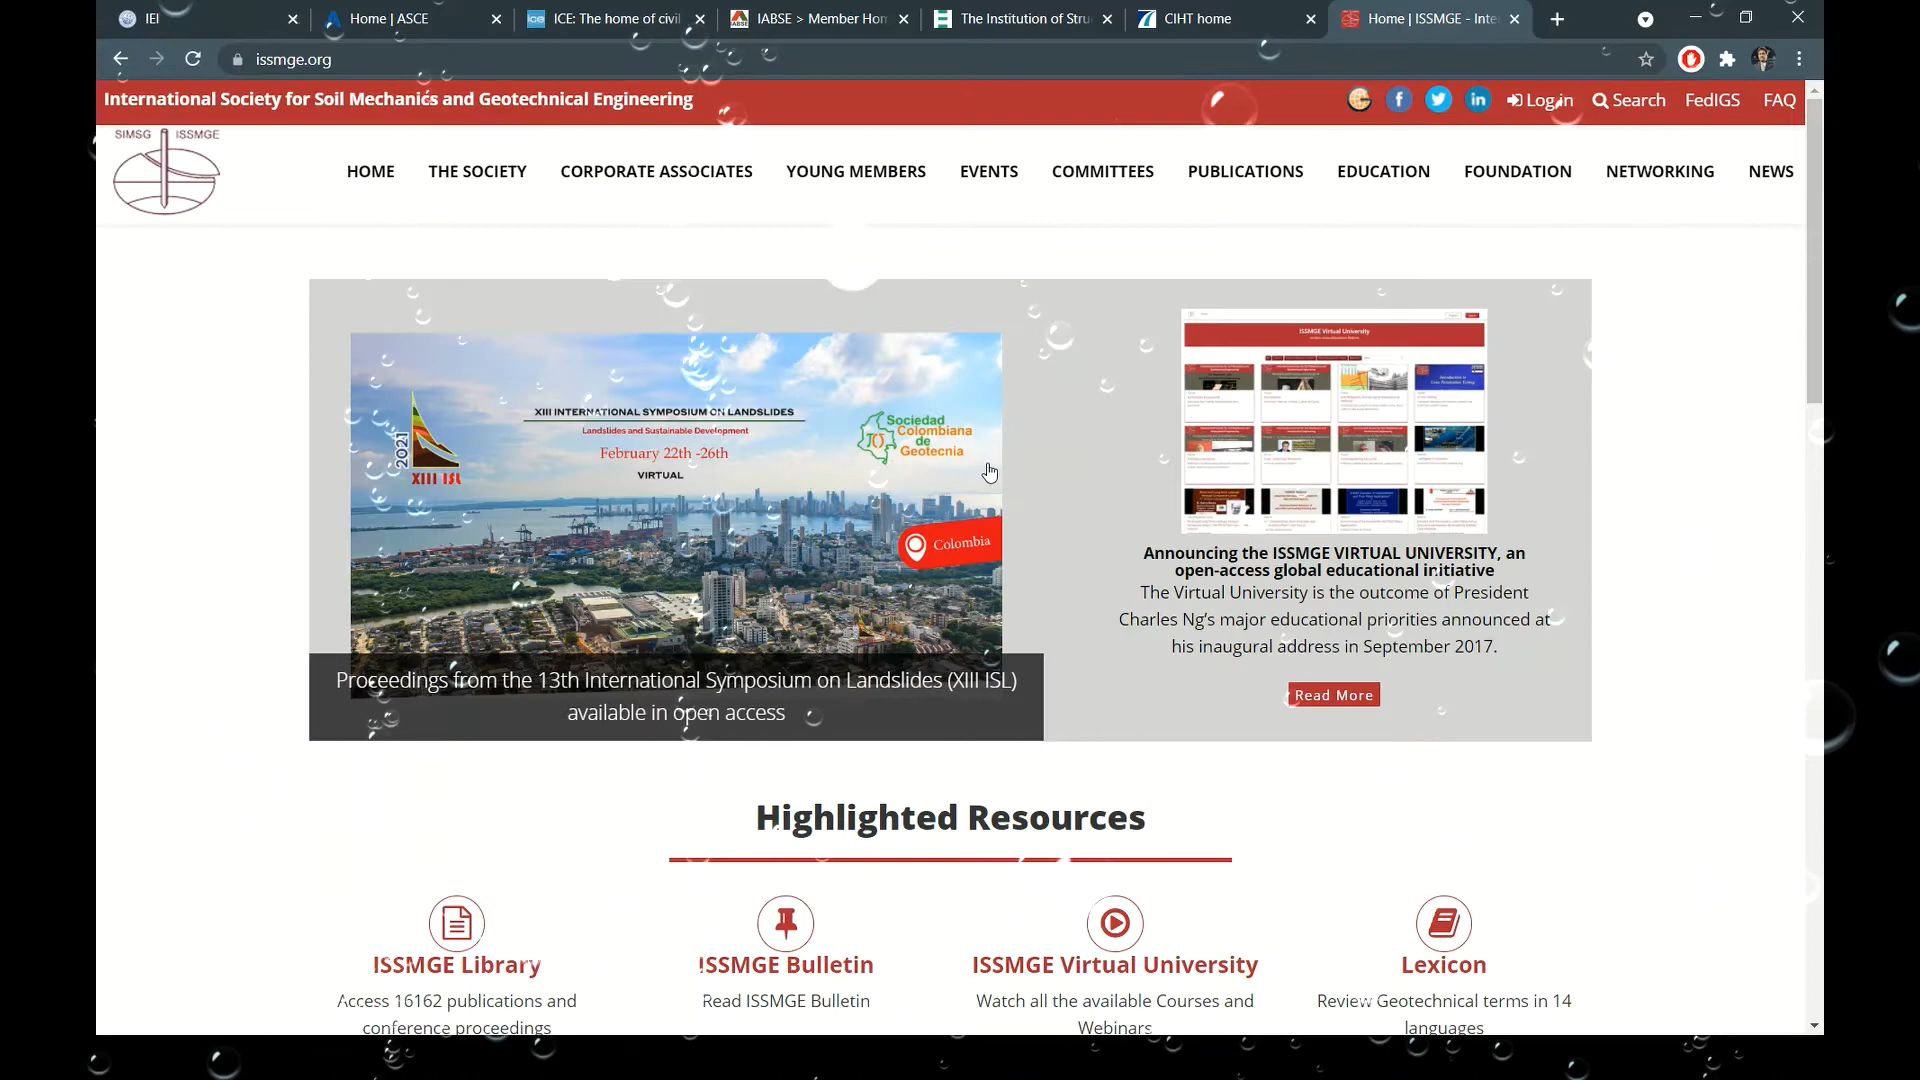 IEI
Home | ASCE
ICE: The home of civil
IABSE > Member Hom
The Institution of Stru
CIHT home
Home | ISSMGE - Inte
issmge.org
International Society for Soil Mechanics and Geotechnical Engineering
Login
Search
FedIGS
FAQ
SIMSG ISSMGE
HOME
THE SOCIETY
CORPORATE ASSOCIATES
YOUNG MEMBERS
EVENTS
COMMITTEES
PUBLICATIONS
EDUCATION
FOUNDATION
NETWORKING
NEWS
2021
XIII ISL
XIII INTERNATIONAL SYMPOSIUM ON LANDSLIDES
Landslides and Sustainable Development
February 22th -26th
VIRTUAL
70
Sociedad
Colombiana
de
Geotecnia
Colombia
Proceedings from the 13th International Symposium on Landslides (XIII ISL)
available in open access
ISSMGE Virtual University
Announcing the ISSMGE VIRTUAL UNIVERSITY, an
open-access global educational initiative
The Virtual University is the outcome of President
Charles Ng’s major educational priorities announced at
his inaugural address in September 2017.
Read More
Highlighted Resources
ISSMGE Library
Access 16162 publications and
conference proceedings
ISSMGE Bulletin
Read ISSMGE Bulletin
ISSMGE Virtual University
Watch all the available Courses and
Webinars
Lexicon
Review Geotechnical terms in 14
languages